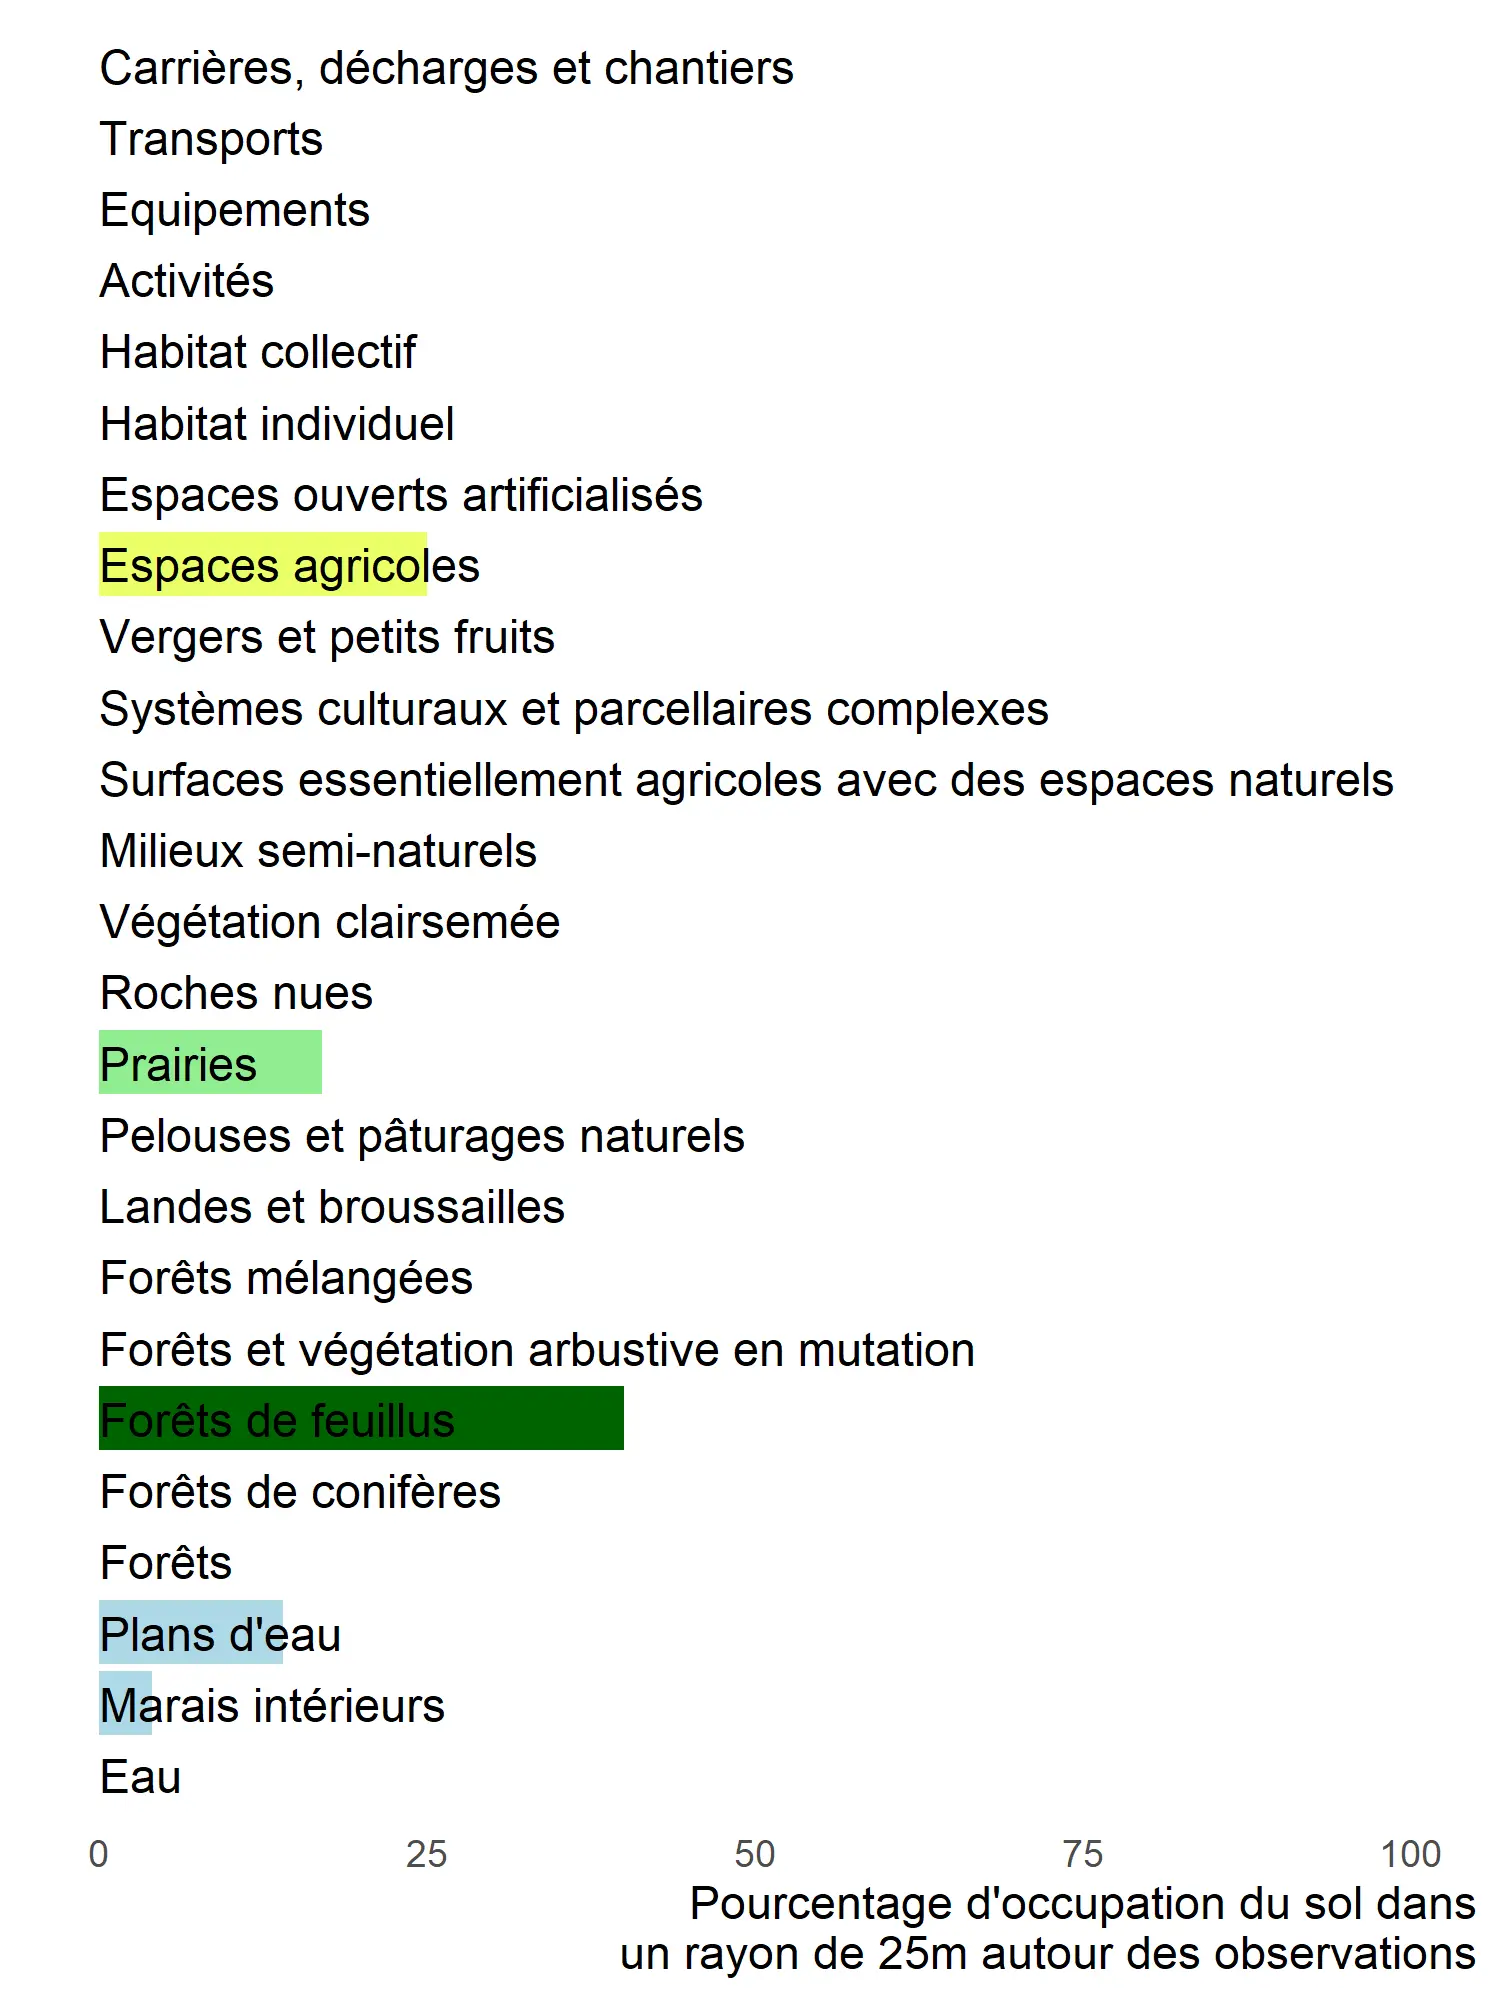 Carrières, décharges et chantiers
Transports
Equipements
Activités
Habitat collectif
Habitat individuel
Espaces ouverts artificialisés
Espaces agricoles
Vergers et petits fruits
Systèmes culturaux et parcellaires complexes
Surfaces essentiellement agricoles avec des espaces naturels
Milieux semi-naturels
Végétation clairsemée
Roches nues
Prairies
Pelouses et pâturages naturels
Landes et broussailles
Forêts mélangées
Forêts et végétation arbustive en mutation
Forêts de feuillus
Forêts de conifères
Forêts
Plans d'eau
Marais intérieurs
Eau
0 25 50 75 100
Pourcentage d'occupation du sol dans
un rayon de 25m autour des observations